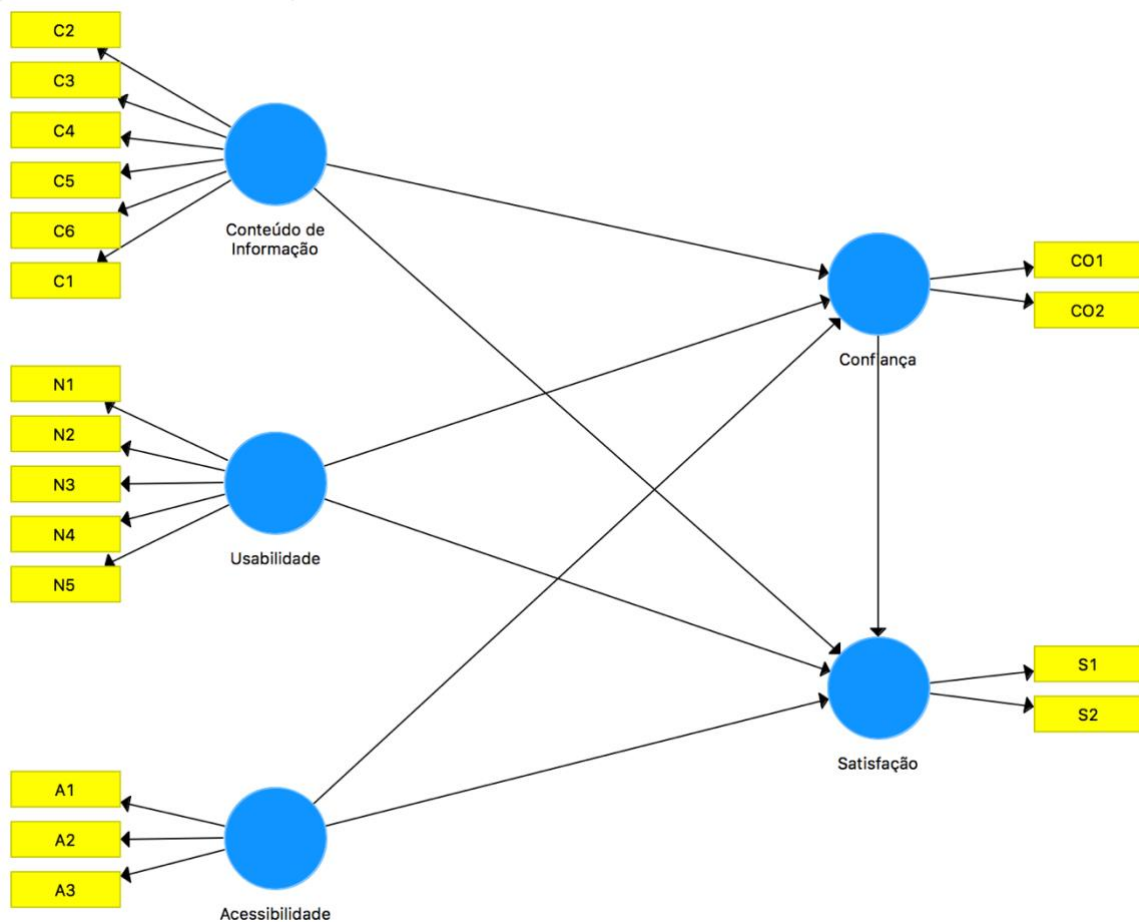 C2
C3
C4
C5
C6
C1
Conteúdo de
Informação
N1
N2
N3
N4
N5
Usabilidade
A1
A2
A3
Acessibilidade
Confiança
CO1
CO2
Satisfação
S1
S2